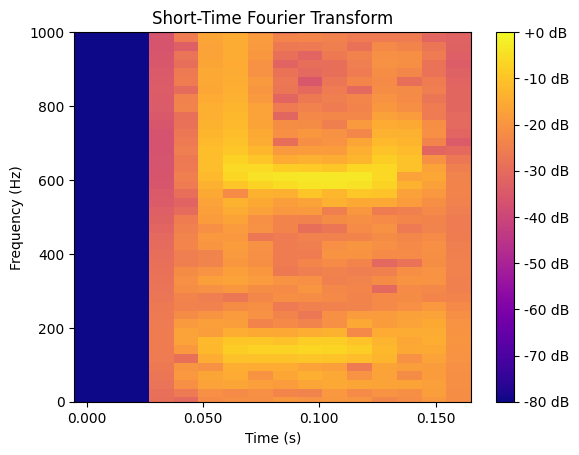 Short-Time Fourier Transform
1000
800
600
400
200
0
Frequency (Hz)
0.000
0.050
0.100
0.150
Time (s)
+0 dB
-10 dB
-20 dB
-30 dB
-40 dB
-50 dB
-60 dB
-70 dB
-80 dB